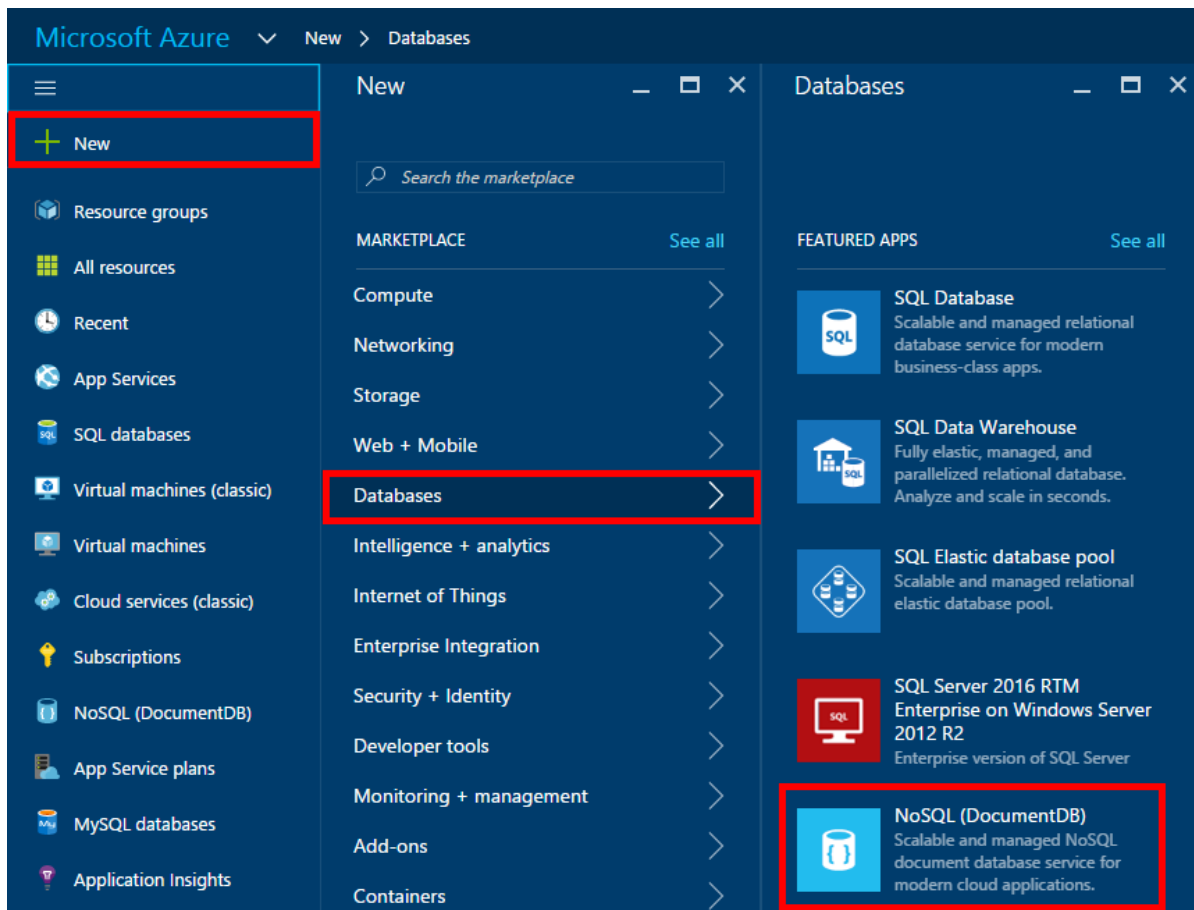 Microsoft Azure New > Databases
New
Resource groups
All resources
Recent
App Services
SQL databases
Virtual machines (classic)
Virtual machines
Cloud services (classic)
Subscriptions
NoSQL (DocumentDB)
App Service plans
MySQL databases
Application Insights
New
Search the marketplace
MARKETPLACE See all
Compute
Networking
Storage
Web + Mobile
Databases
Intelligence + analytics
Internet of Things
Enterprise Integration
Security + Identity
Developer tools
Monitoring + management
Add-ons
Containers
Databases
FEATURED APPS See all
SQL
SQL Database
Scalable and managed relational
database service for modern
business-class apps.
SQL
SQL Data Warehouse
Fully elastic, managed, and
parallelized relational database.
Analyze and scale in seconds.
SQL Elastic database pool
Scalable and managed relational
elastic database pool.
SQL
SQL Server 2016 RTM
Enterprise on Windows Server
2012 R2
Enterprise version of SQL Server
{ }
NoSQL (DocumentDB)
Scalable and managed NoSQL
document database service for
modern cloud applications.